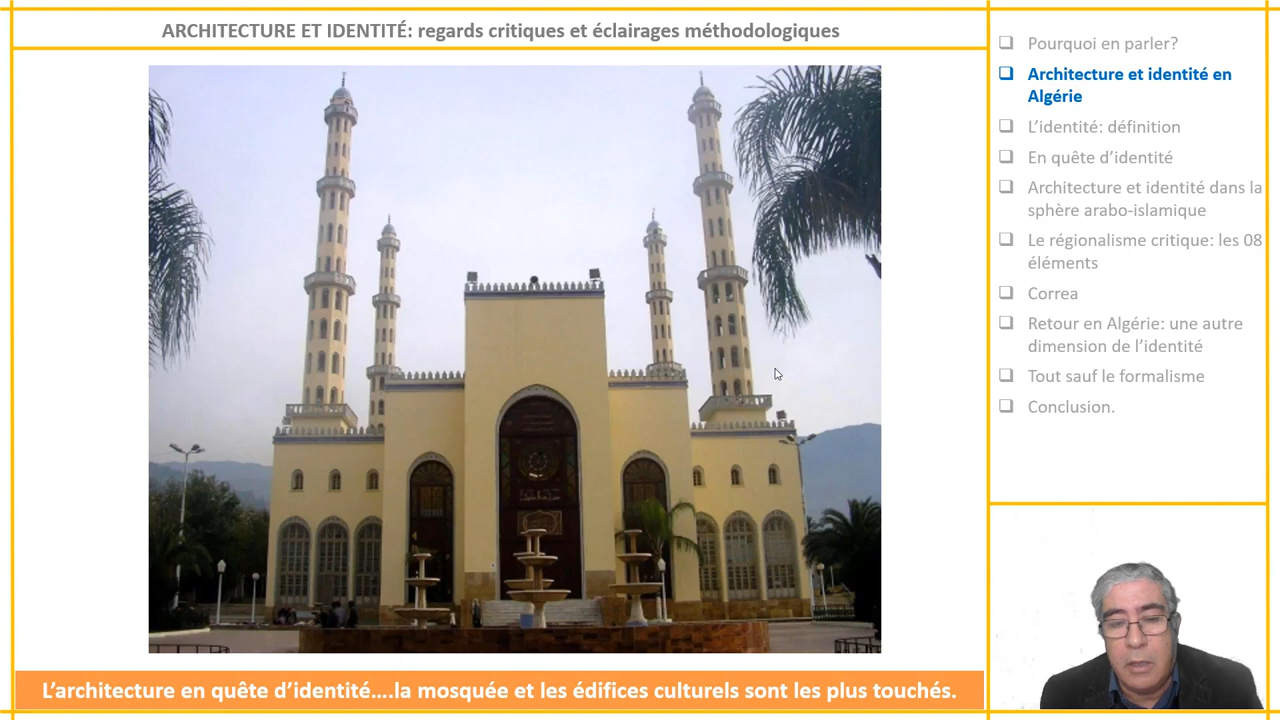 ARCHITECTURE ET IDENTITÉ: regards critiques et éclairages méthodologiques
Pourquoi en parler?
Architecture et identité en
Algérie
L'identité: définition
En quête d'identité
Architecture et identité dans la
sphère arabo-islamique
Le régionalisme critique: les 08
éléments
Correa
Retour en Algérie: une autre
dimension de l'identité
Tout sauf le formalisme
Conclusion.
L'architecture en quête d'identité....la mosquée et les édifices culturels sont les plus touchés.